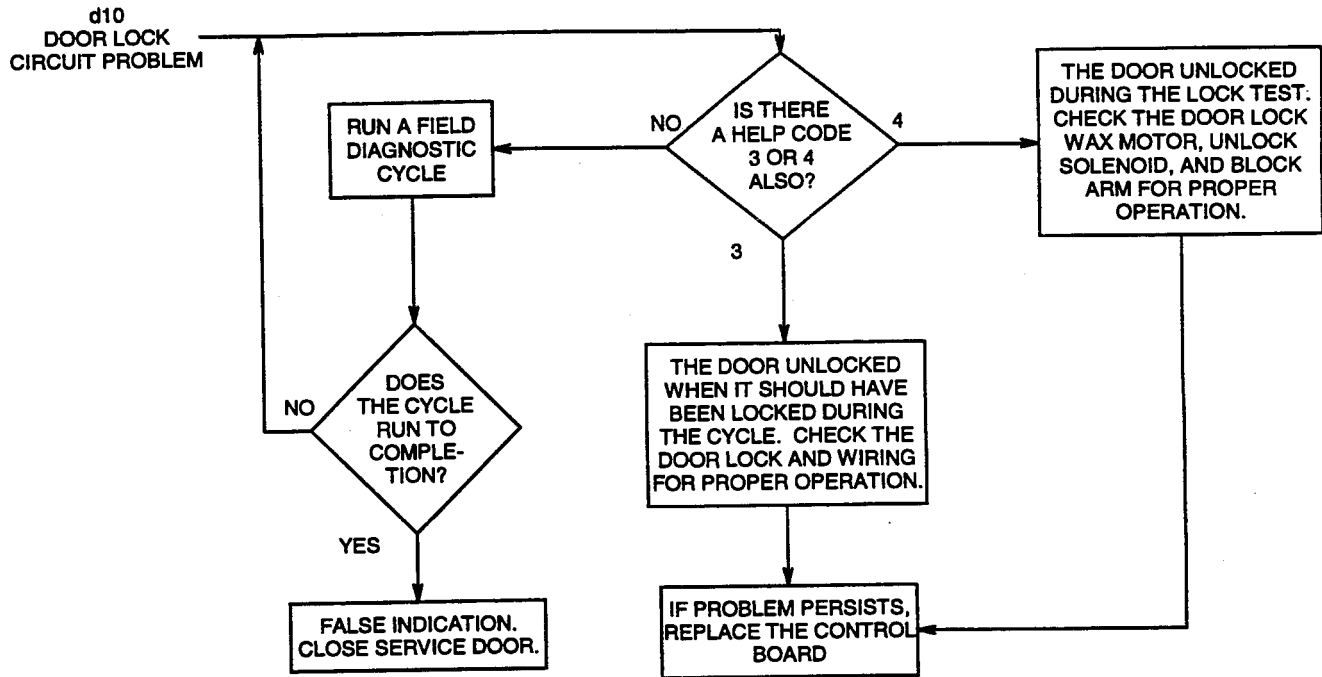 d10
DOOR LOCK
CIRCUIT PROBLEM
IS THERE
A HELP CODE
3 OR 4
ALSO?
NO
4
3
RUN A FIELD
DIAGNOSTIC
CYCLE
THE DOOR UNLOCKED
DURING THE LOCK TEST.
CHECK THE DOOR LOCK
WAX MOTOR, UNLOCK
SOLENOID, AND BLOCK
ARM FOR PROPER
OPERATION.
DOES
THE CYCLE
RUN TO
COMPLE-
TION?
NO
YES
THE DOOR UNLOCKED
WHEN IT SHOULD HAVE
BEEN LOCKED DURING
THE CYCLE. CHECK THE
DOOR LOCK AND WIRING
FOR PROPER OPERATION.
FALSE INDICATION.
CLOSE SERVICE DOOR.
IF PROBLEM PERSISTS,
REPLACE THE CONTROL
BOARD